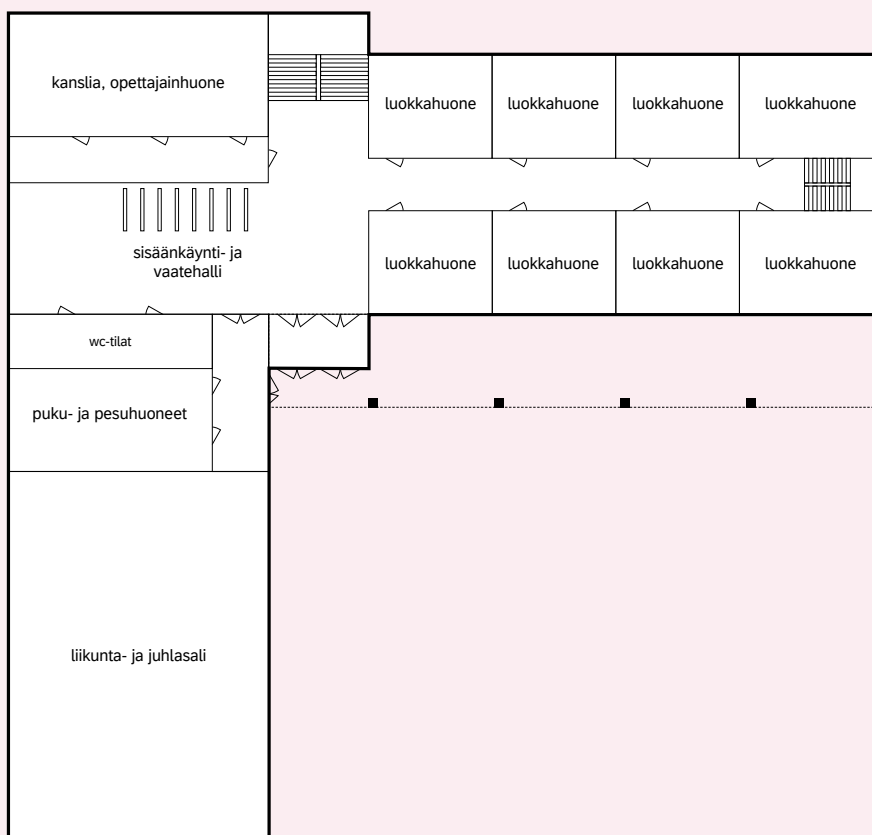 kanslia, opettajainhuone
luokkahuone
luokkahuone
luokkahuone
luokkahuone
sisäänkäynti- ja
vaatehalli
luokkahuone
luokkahuone
luokkahuone
luokkahuone
wc-tilat
puku- ja pesuhuoneet
liikunta- ja juhlasali